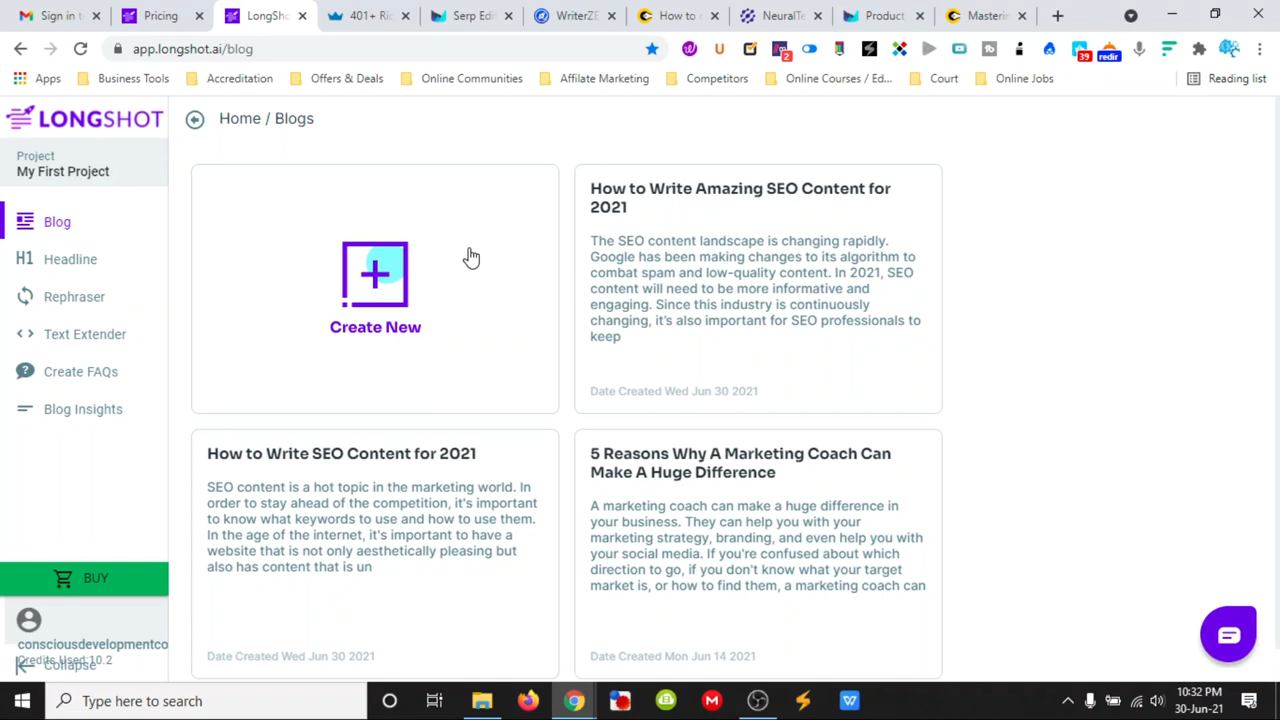 Sign in t
Pricing
LongSh
401+ Ri
Serp Edi
WriterZ
How to
NeuralTe
Product
Masterin
app.longshot.ai/blog
2
39
redir
Apps
Business Tools
Accreditation
Offers & Deals
Online Communities
Affilate Marketing
Competitors
Online Courses / Ed...
Court
Online Jobs
Reading list
LONGSHOT
Home / Blogs
Project
My First Project
Blog
H1 Headline
Rephraser
Text Extender
Create FAQs
Blog Insights
BUY
consciousdevelopmentco
Credits Used:10.2
Collapse
Create New
How to Write Amazing SEO Content for
2021
The SEO content landscape is changing rapidly.
Google has been making changes to its algorithm to
combat spam and low-quality content. In 2021, SEO
content will need to be more informative and
engaging. Since this industry is continuously
changing, it's also important for SEO professionals to
keep
Date Created Wed Jun 30 2021
How to Write SEO Content for 2021
SEO content is a hot topic in the marketing world. In
order to stay ahead of the competition, it's important
to know what keywords to use and how to use them.
In the age of the internet, it's important to have a
website that is not only aesthetically pleasing but
also has content that is un
Date Created Wed Jun 30 2021
5 Reasons Why A Marketing Coach Can
Make A Huge Difference
A marketing coach can make a huge difference in
your business. They can help you with your
marketing strategy, branding, and even help you with
your social media. If you're confused about which
direction to go, if you don't know what your target
market is, or how to find them, a marketing coach can
Date Created Mon Jun 14 2021
Type here to search
10:32 PM
30-Jun-21